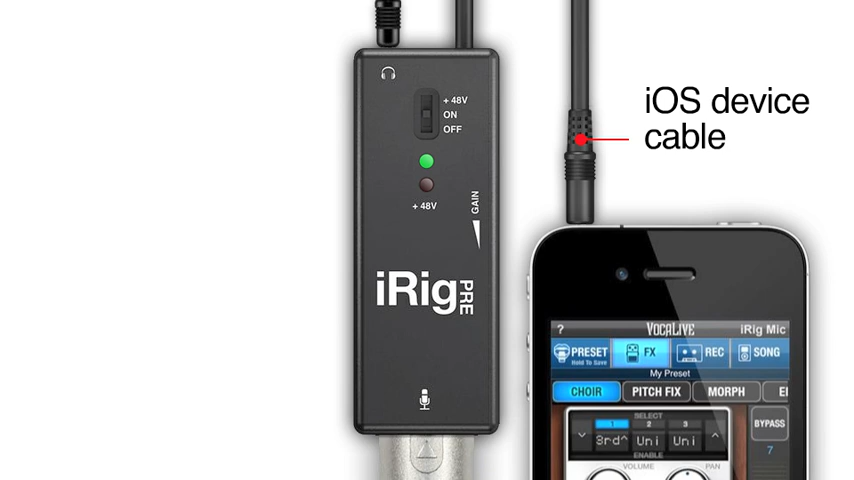 + 48V
ON
OFF
+ 48V
GAIN
iRig PRE
iOS device
cable
? VOCALIVE iRig Mic
PRESET FX REC SONG
Hold To Save
My Preset
CHOIR PITCH FIX MORPH
SELECT
1 2 3
3rd^ Uni Uni
ENABLE
BYPASS
7
VOLUME PAN